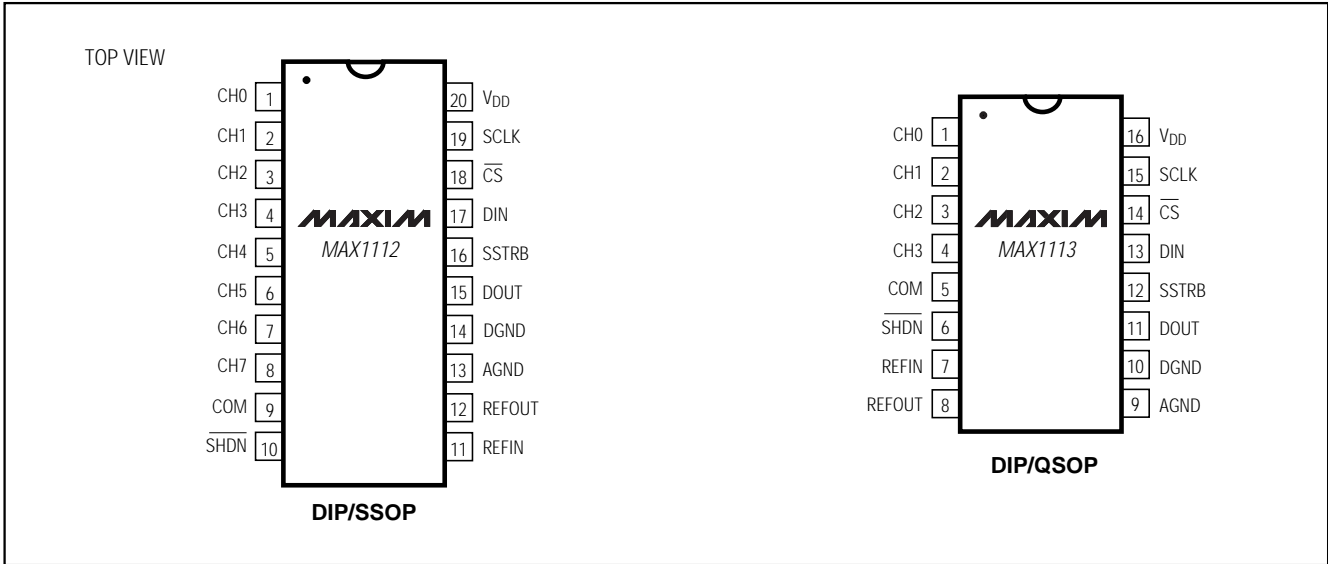 TOP VIEW
CH0 1
CH1 2
CH2 3
CH3 4
CH4 5
CH5 6
CH6 7
CH7 8
COM 9
SHDN 10
MAXIM
MAX1112
20 VDD
19 SCLK
18 CS
17 DIN
16 SSTRB
15 DOUT
14 DGND
13 AGND
12 REFOUT
11 REFIN
DIP/SSOP
CH0 1
CH1 2
CH2 3
CH3 4
COM 5
SHDN 6
REFIN 7
REFOUT 8
MAXIM
MAX1113
16 VDD
15 SCLK
14 CS
13 DIN
12 SSTRB
11 DOUT
10 DGND
9 AGND
DIP/QSOP